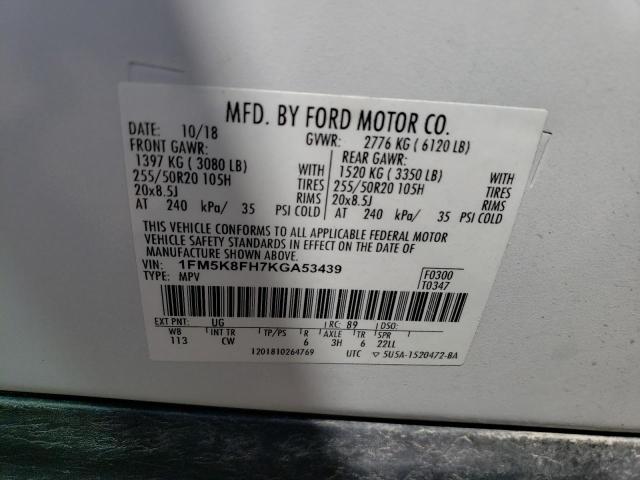 MFD. BY FORD MOTOR CO.
DATE: 10/18 GVWR: 2776 KG ( 6120 LB)
FRONT GAWR: REAR GAWR:
1397 KG ( 3080 LB) WITH 1520 KG ( 3350 LB) WITH
255/50R20 105H TIRES 255/50R20 105H TIRES
20x8.5J RIMS 20x8.5J RIMS
AT 240 kPa/ 35 PSI COLD AT 240 kPa/ 35 PSI COLD
THIS VEHICLE CONFORMS TO ALL APPLICABLE FEDERAL MOTOR
VEHICLE SAFETY STANDARDS IN EFFECT ON THE DATE OF
MANUFACTURE SHOWN ABOVE.
VIN: 1FM5K8FH7KGA53439 F0300
TYPE: MPV T0347
EXT PNT: UG RC: 89 DSO:
WB INT TR TP/PS R AXLE TR SPR
113 CW 6 3H 6 22LL
1201810264769 UTC ▽ 5U5A-1520472-BA